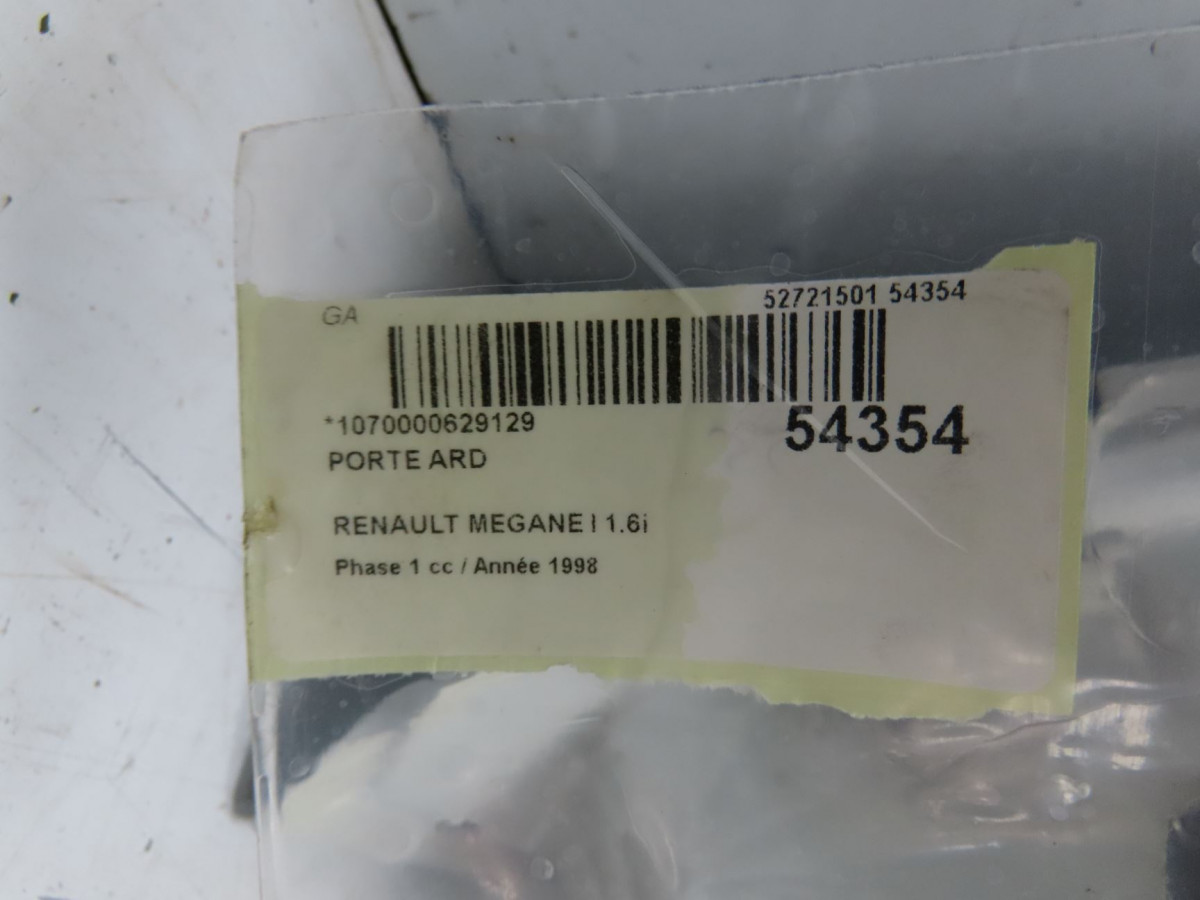 GA
52721501 54354
*1070000629129
54354
PORTE ARD
RENAULT MEGANE I 1.6i
Phase 1 cc / Année 1998